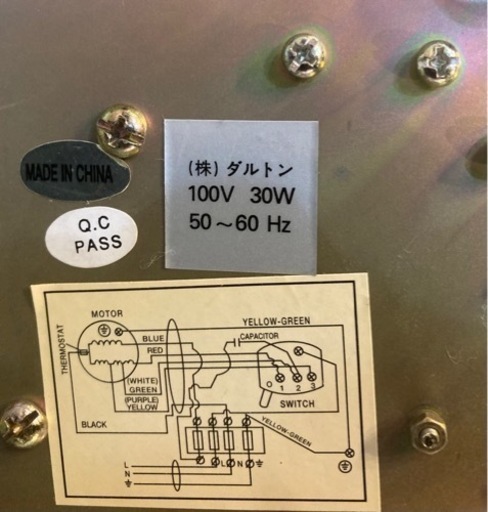 MADE IN CHINA
Q.C
PASS
(株) ダルトン
100V 30W
50～60 Hz
MOTOR
THERMOSTAT
YELLOW-GREEN
BLUE
CAPACITOR
RED
(WHITE)
GREEN
(PURPLE)
YELLOW
BLACK
0 1 2 3
SWITCH
YELLOW-GREEN
L
N
L N